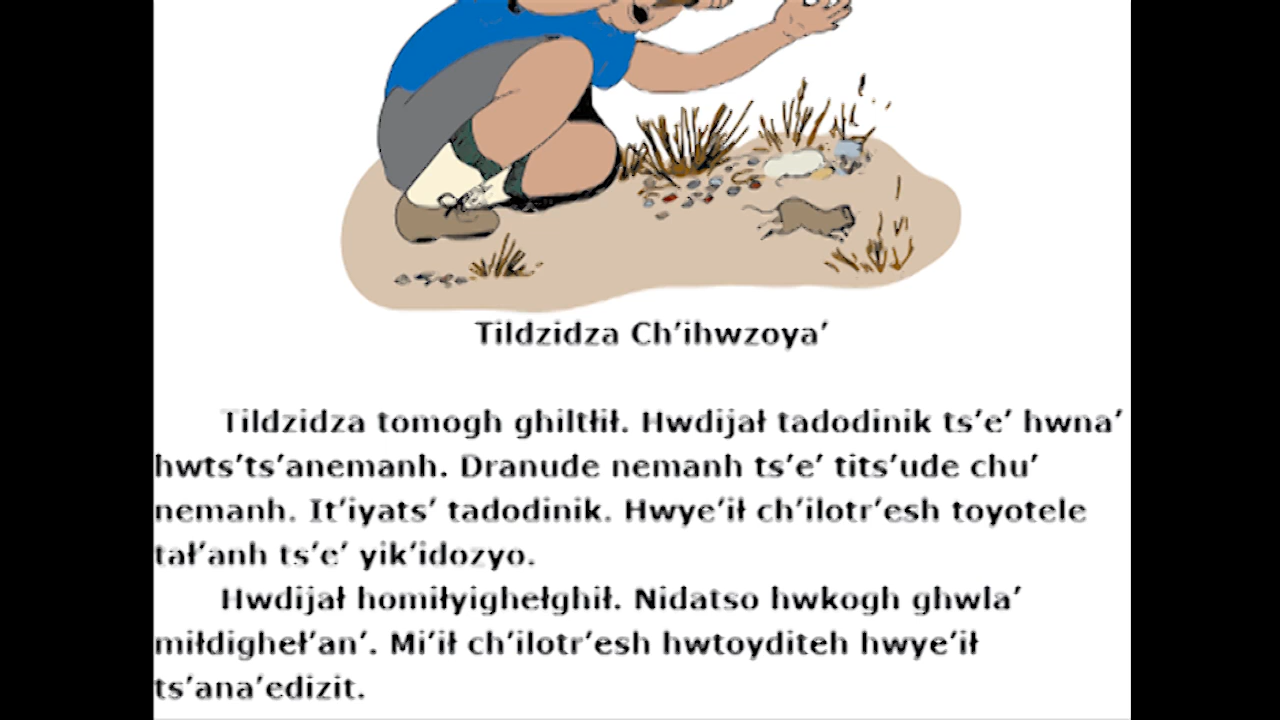 Tildzidza Ch’ihwzoya’
Tildzidza tomogh ghiltłił. Hwdijał tadodinik ts’e’ hwna’
hwts’ts’anemanh. Dranude nemanh ts’e’ tits’ude chu’
nemanh. It’iyats’ tadodinik. Hwye’ił ch’ilotr’esh toyotele
tał’anh ts’e’ yik’idozyo.
Hwdijał homiłyighełghił. Nidatso hwkogh ghwla’
miłdigheł’an’. Mi’ił ch’ilotr’esh hwtoyditeh hwye’ił
ts’ana’edizit.